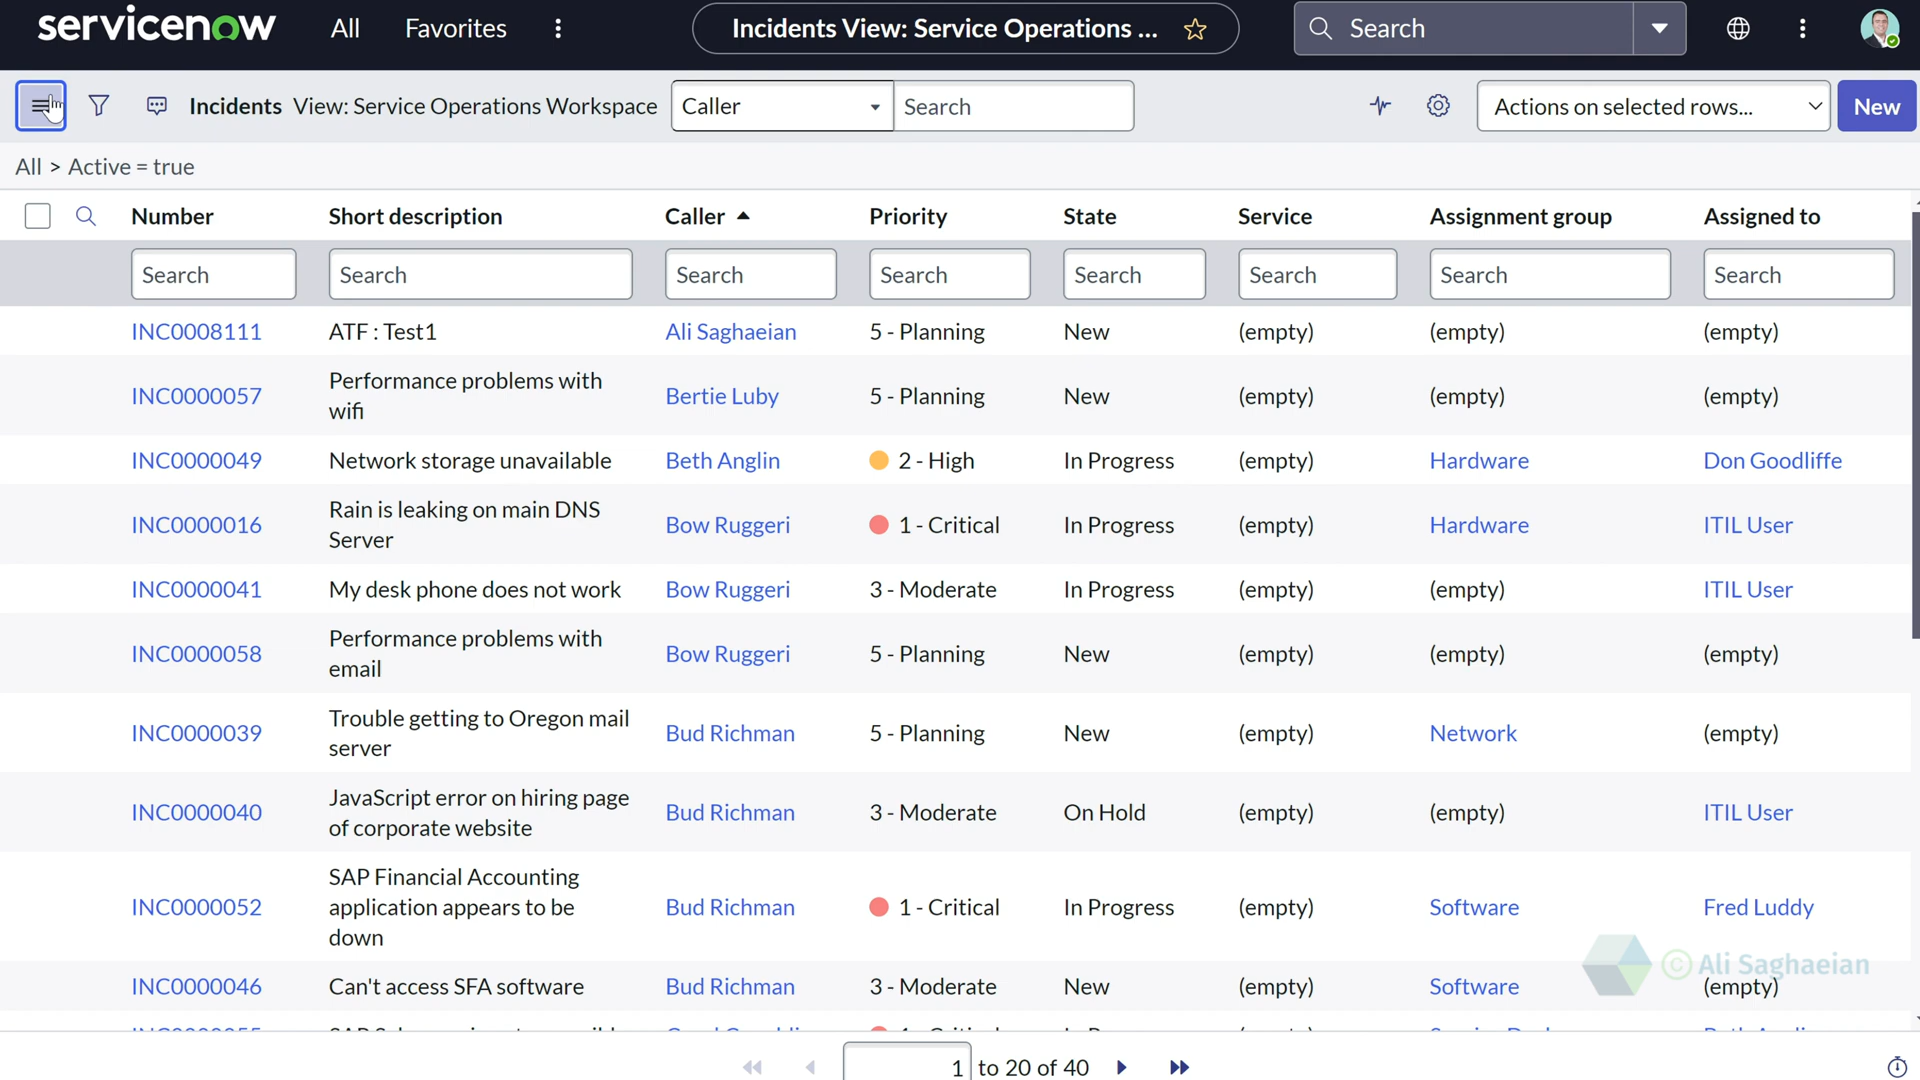 servicenow All Favorites Incidents View: Service Operations ... Search
Incidents View: Service Operations Workspace Caller Search Actions on selected rows... New
All > Active = true
Number Short description Caller Priority State Service Assignment group Assigned to
Search Search Search Search Search Search Search Search
INC0008111 ATF : Test1 Ali Saghaeian 5 - Planning New (empty) (empty) (empty)
INC0000057 Performance problems with wifi Bertie Luby 5 - Planning New (empty) (empty) (empty)
INC0000049 Network storage unavailable Beth Anglin 2 - High In Progress (empty) Hardware Don Goodliffe
INC0000016 Rain is leaking on main DNS Server Bow Ruggeri 1 - Critical In Progress (empty) Hardware ITIL User
INC0000041 My desk phone does not work Bow Ruggeri 3 - Moderate In Progress (empty) (empty) ITIL User
INC0000058 Performance problems with email Bow Ruggeri 5 - Planning New (empty) (empty) (empty)
INC0000039 Trouble getting to Oregon mail server Bud Richman 5 - Planning New (empty) Network (empty)
INC0000040 JavaScript error on hiring page of corporate website Bud Richman 3 - Moderate On Hold (empty) (empty) ITIL User
INC0000052 SAP Financial Accounting application appears to be down Bud Richman 1 - Critical In Progress (empty) Software Fred Luddy
© Ali Saghaeian
INC0000046 Can't access SFA software Bud Richman 3 - Moderate New (empty) Software (empty)
1 to 20 of 40